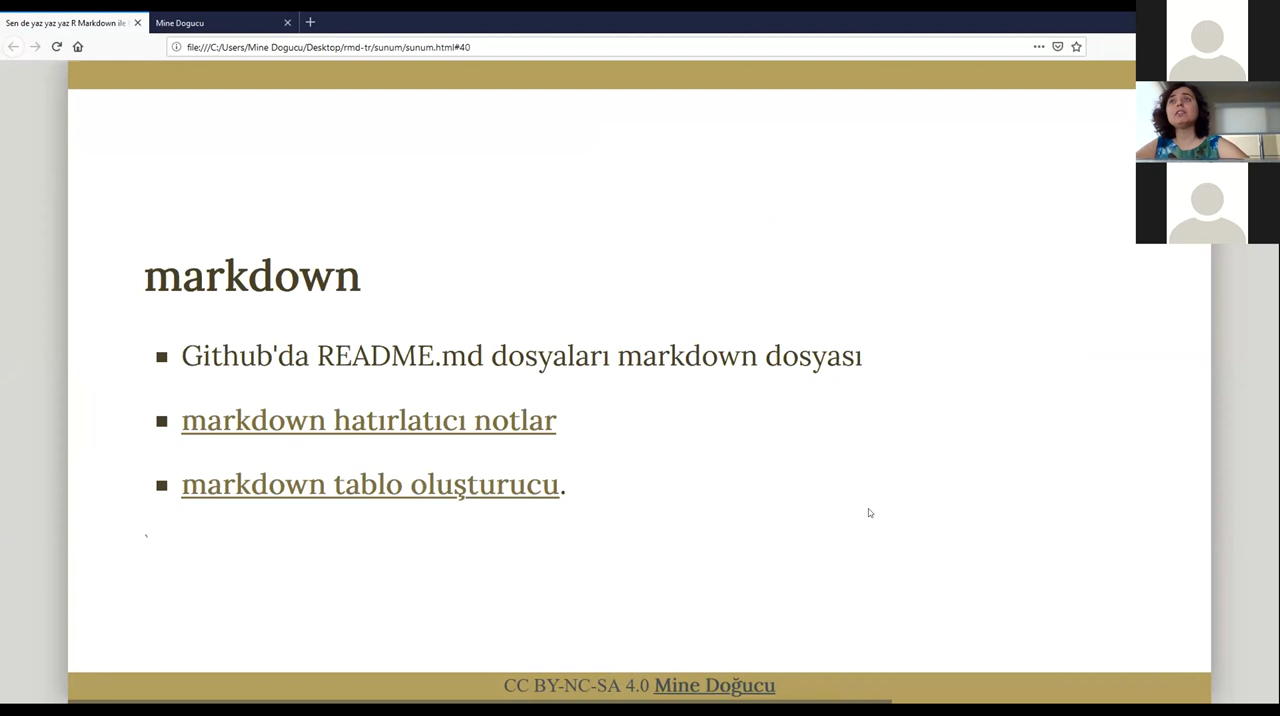 Sen de yaz yaz yaz R Markdown ile
Mine Dogucu
file:///C:/Users/Mine Dogucu/Desktop/rmd-tr/sunum/sunum.html#40
markdown
Github'da README.md dosyaları markdown dosyası
markdown hatırlatıcı notlar
markdown tablo oluşturucu.
`
CC BY-NC-SA 4.0 Mine Doğucu